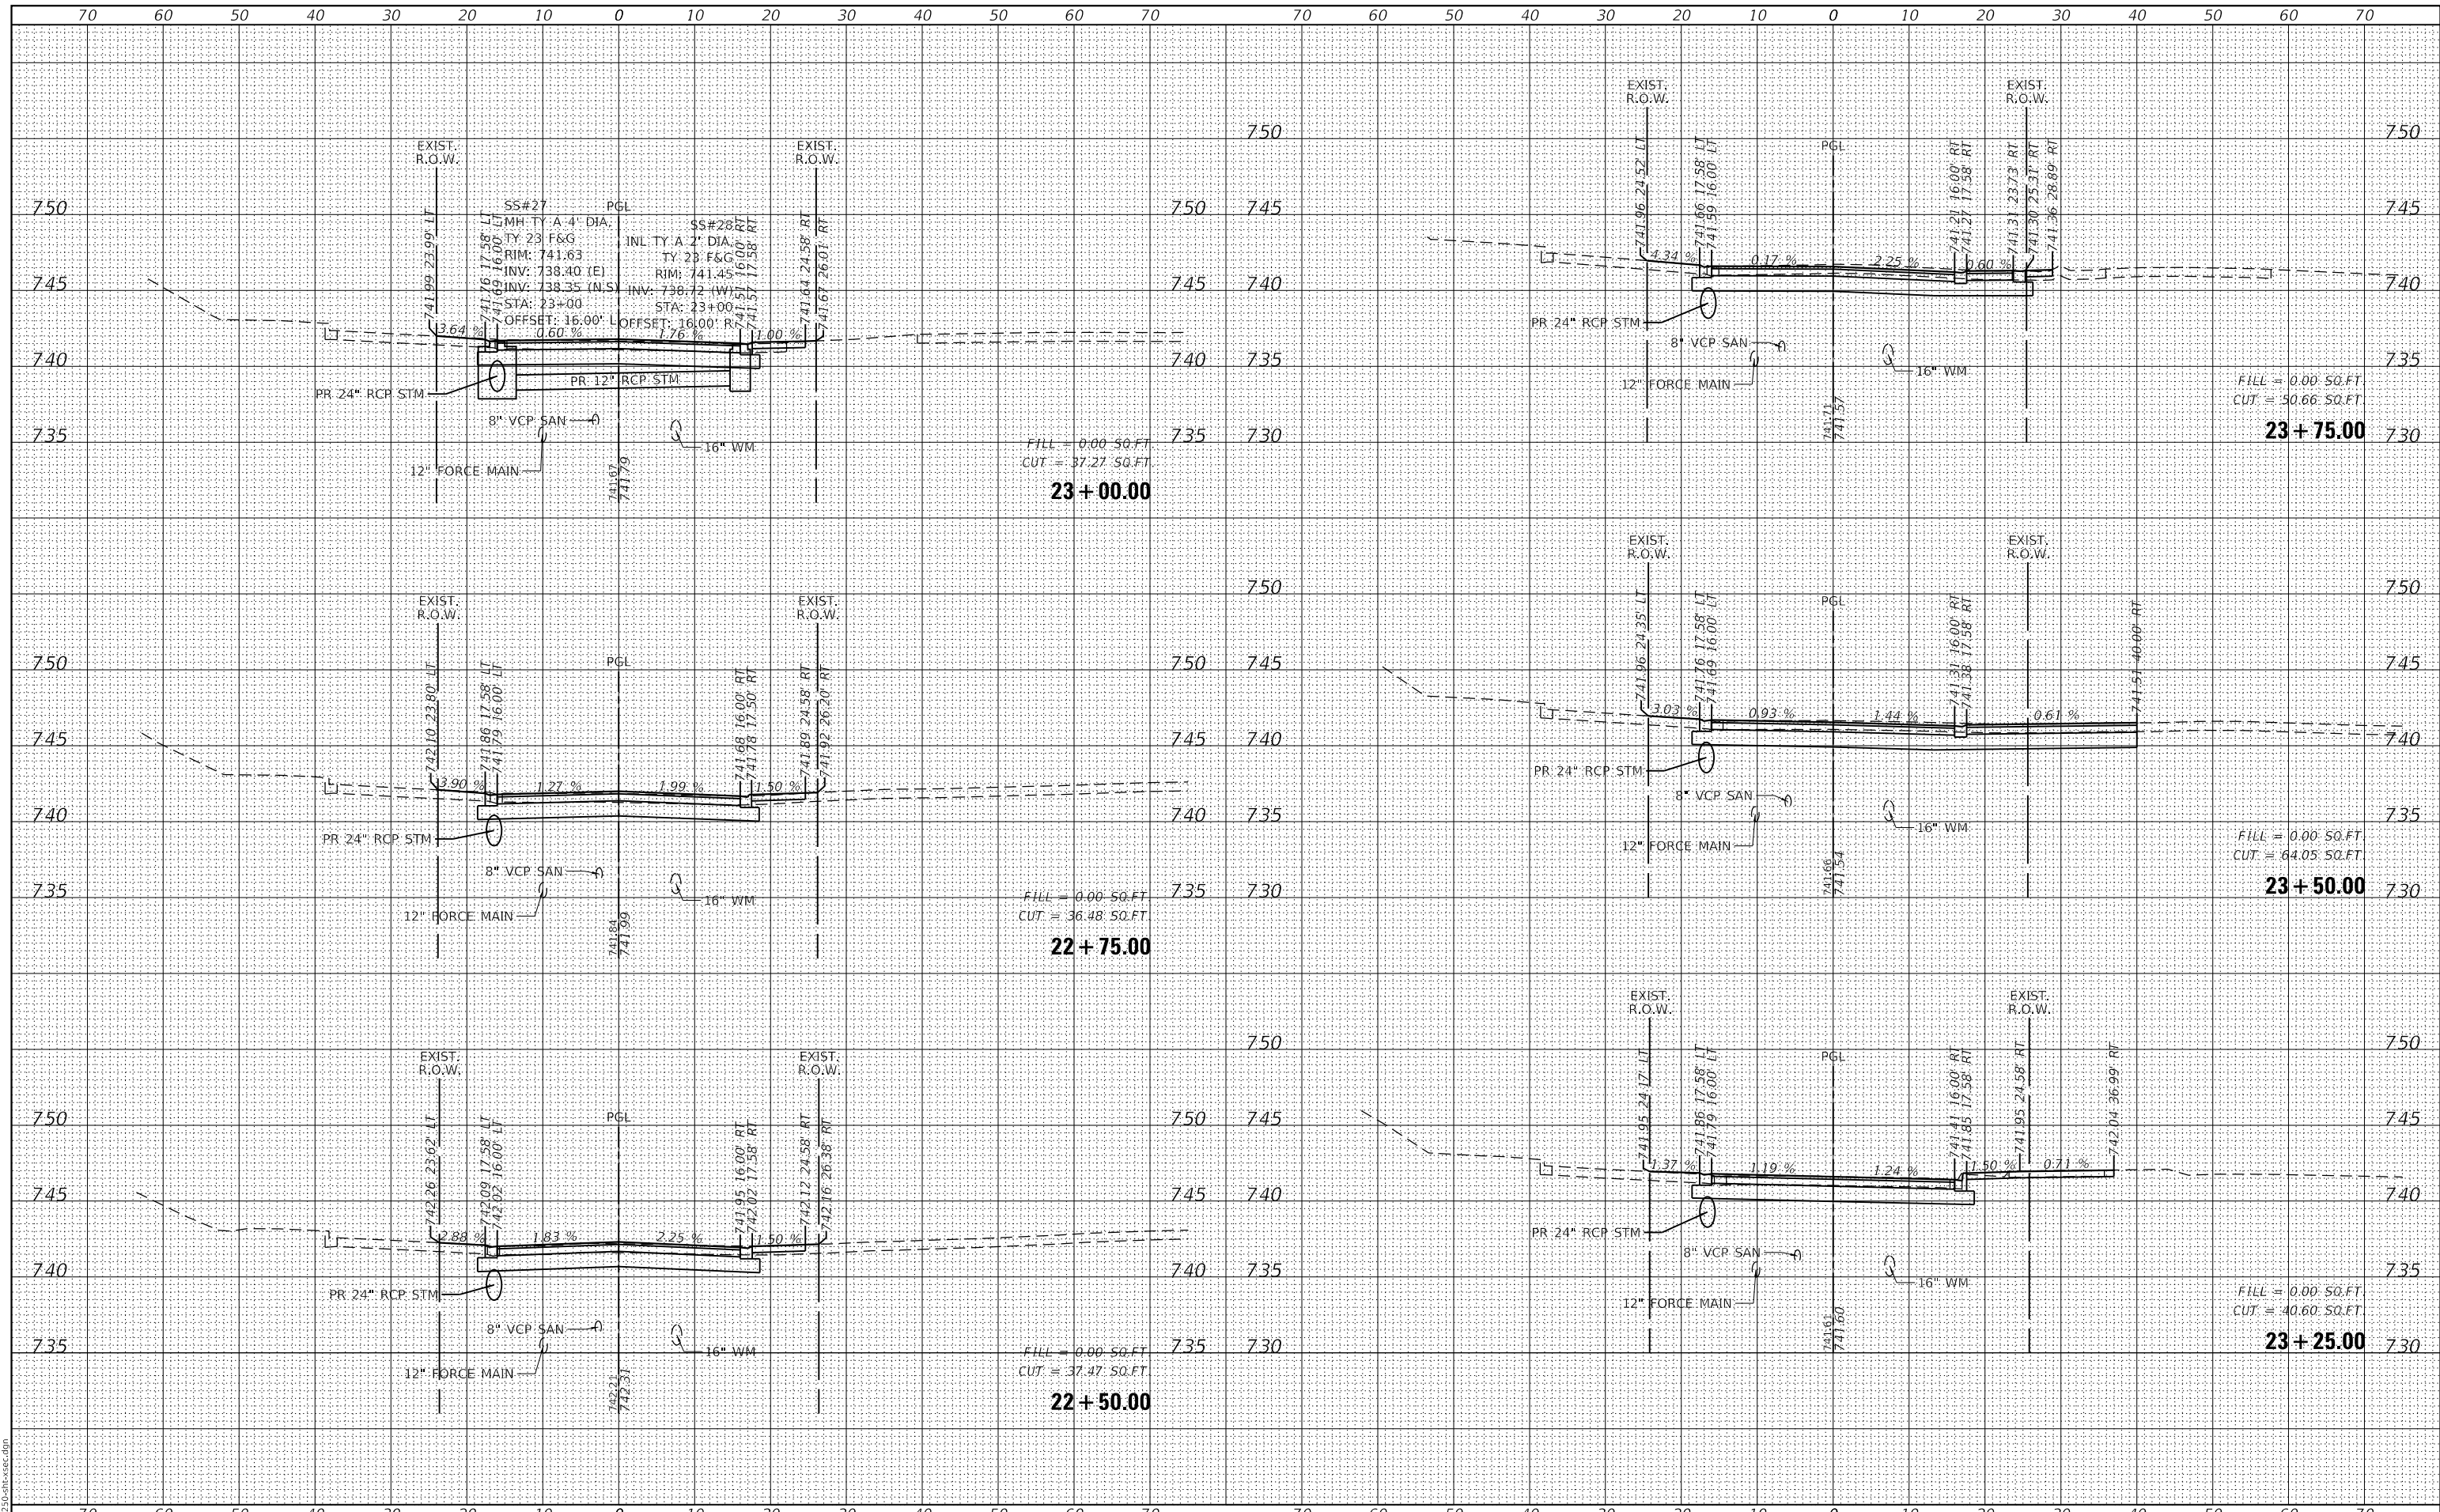 70 60 50 40 30 20 10 0 10 20 30 40 50 60 70 70 60 50 40 30 20 10 0 10 20 30 40 50 60 70
EXIST.
R.O.W.
EXIST.
R.O.W.
PGL
741.99 23.99' LT
741.76 17.58' LT
741.69 16.00' LT
SS#27
MH TY A 4' DIA.
TY 23 F&G
RIM: 741.63
INV: 738.40 (E)
INV: 738.35 (N,S)
STA: 23+00
OFFSET: 16.00' L
SS#28
INL TY A 2' DIA.
TY 23 F&G
RIM: 741.45
INV: 738.72 (W)
STA: 23+00
OFFSET: 16.00' R
741.51 16.00' RT
741.57 17.58' RT
741.64 24.58' RT
741.67 26.01' RT
750 750
745 745
740 740
735 735
3.64 % 0.60 % 1.76 % 1.00 %
PR 24" RCP STM
PR 12" RCP STM
8" VCP SAN
12" FORCE MAIN
16" WM
741.67
741.79
FILL = 0.00 SQ.FT.
CUT = 37.27 SQ.FT.
23+00.00
EXIST.
R.O.W.
EXIST.
R.O.W.
PGL
742.10 23.80' LT
741.86 17.58' LT
741.79 16.00' LT
741.68 16.00' RT
741.78 17.50' RT
741.89 24.58' RT
741.92 26.20' RT
750 750
745 745
740 740
735 735
3.90 % 1.27 % 1.99 % 1.50 %
PR 24" RCP STM
8" VCP SAN
12" FORCE MAIN
16" WM
741.84
741.99
FILL = 0.00 SQ.FT.
CUT = 36.48 SQ.FT.
22+75.00
EXIST.
R.O.W.
EXIST.
R.O.W.
PGL
742.26 23.62' LT
742.09 17.58' LT
742.02 16.00' LT
741.95 16.00' RT
742.02 17.58' RT
742.12 24.58' RT
742.16 26.38' RT
750 750
745 745
740 740
735 735
2.88 % 1.83 % 2.25 % 1.50 %
PR 24" RCP STM
8" VCP SAN
12" FORCE MAIN
16" WM
742.21
742.31
FILL = 0.00 SQ.FT.
CUT = 37.47 SQ.FT.
22+50.00
EXIST.
R.O.W.
EXIST.
R.O.W.
PGL
741.96 24.52' LT
741.66 17.58' LT
741.59 16.00' LT
741.21 16.00' RT
741.27 17.58' RT
741.31 23.73' RT
741.30 25.31' RT
741.36 28.89' RT
750 750
745 745
740 740
735 735
730 730
4.34 % 0.17 % 2.25 % 0.60 %
PR 24" RCP STM
8" VCP SAN
12" FORCE MAIN
16" WM
741.71
741.57
FILL = 0.00 SQ.FT.
CUT = 50.66 SQ.FT.
23+75.00
EXIST.
R.O.W.
EXIST.
R.O.W.
PGL
741.96 24.35' LT
741.76 17.58' LT
741.69 16.00' LT
741.31 16.00' RT
741.38 17.58' RT
741.51 40.00' RT
750 750
745 745
740 740
735 735
730 730
3.03 % 0.93 % 1.44 % 0.61 %
PR 24" RCP STM
8" VCP SAN
12" FORCE MAIN
16" WM
741.66
741.54
FILL = 0.00 SQ.FT.
CUT = 64.05 SQ.FT.
23+50.00
EXIST.
R.O.W.
EXIST.
R.O.W.
PGL
741.95 24.17' LT
741.86 17.58' LT
741.79 16.00' LT
741.41 16.00' RT
741.85 17.58' RT
741.95 24.58' RT
742.04 36.99' RT
750 750
745 745
740 740
735 735
730 730
1.37 % 1.19 % 1.24 % 1.50 % 0.71 %
PR 24" RCP STM
8" VCP SAN
12" FORCE MAIN
16" WM
741.61
741.60
FILL = 0.00 SQ.FT.
CUT = 40.60 SQ.FT.
23+25.00
250-sht-xsec.dgn
70 60 50 40 30 20 10 0 10 20 30 40 50 60 70 70 60 50 40 30 20 10 0 10 20 30 40 50 60 70